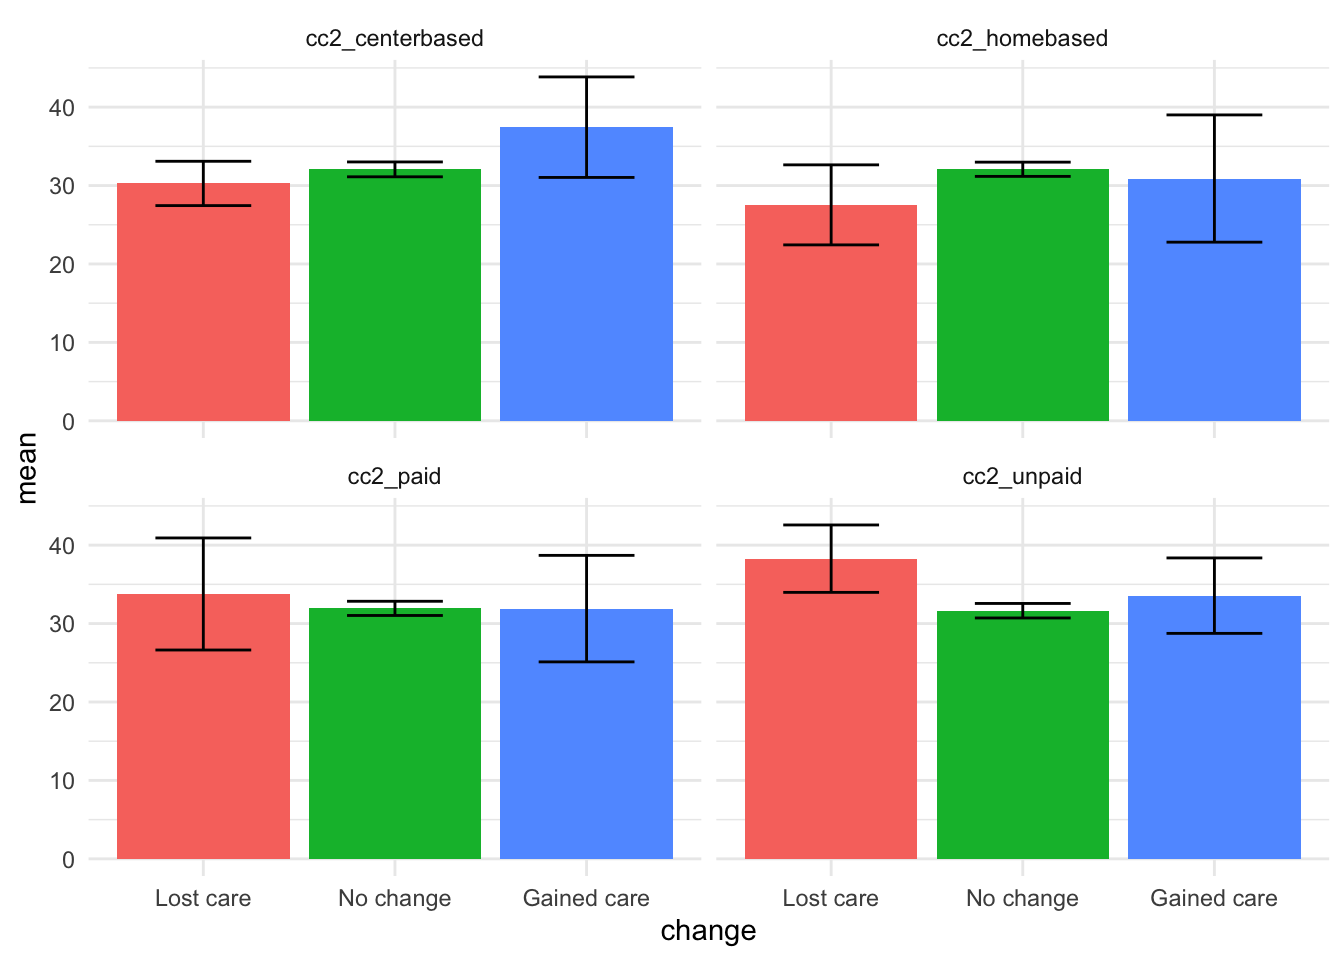 cc2_centerbased
cc2_homebased
40
30
20
10
0
cc2_paid
cc2_unpaid
40
30
20
10
0
mean
Lost care No change Gained care
Lost care No change Gained care
change